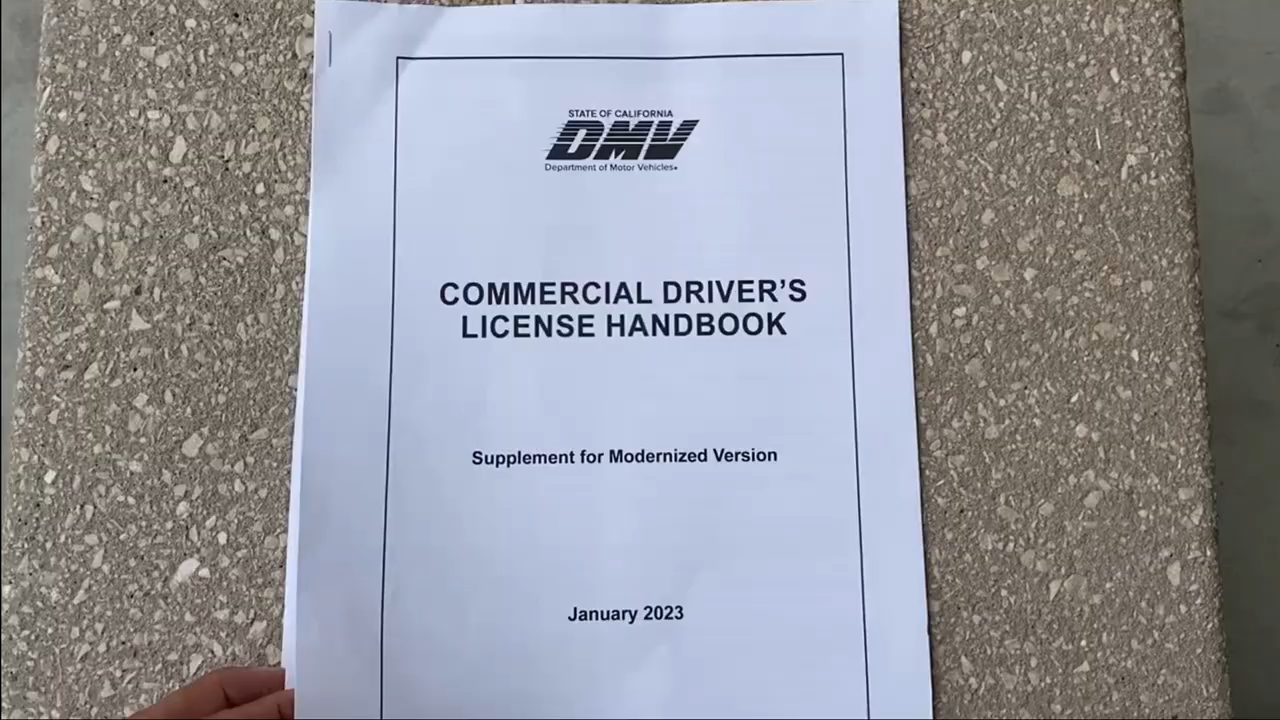 STATE OF CALIFORNIA
DMV
Department of Motor Vehicles
COMMERCIAL DRIVER'S
LICENSE HANDBOOK
Supplement for Modernized Version
January 2023